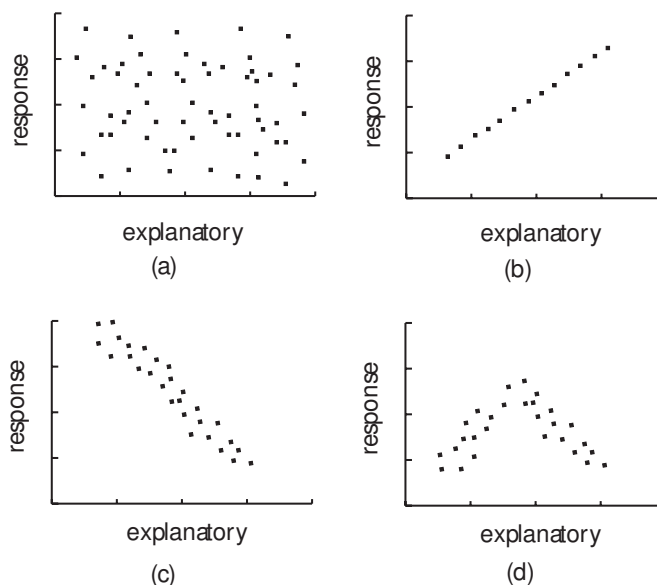 response
explanatory
(a)
response
explanatory
(b)
response
explanatory
(c)
response
explanatory
(d)